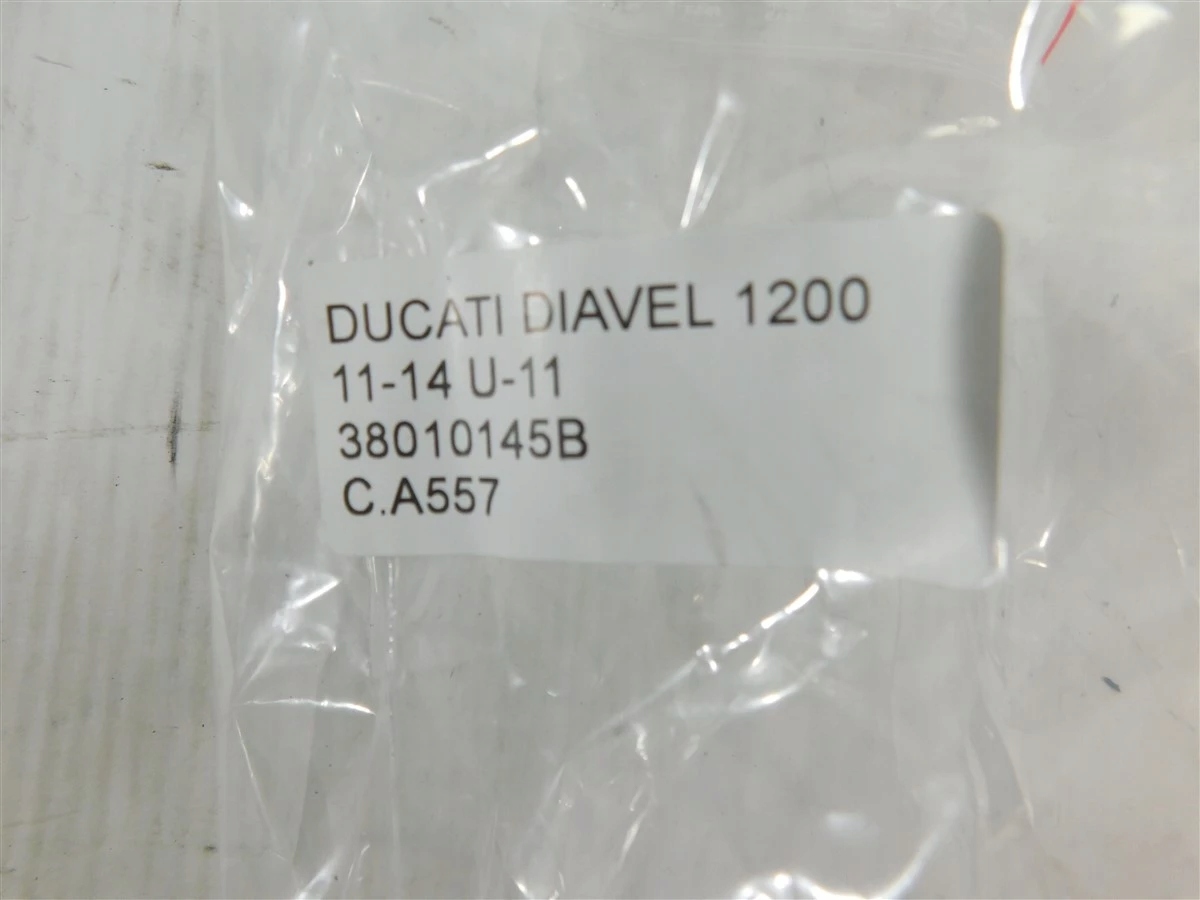 DUCATI DIAVEL 1200
11-14 U-11
38010145B
C.A557